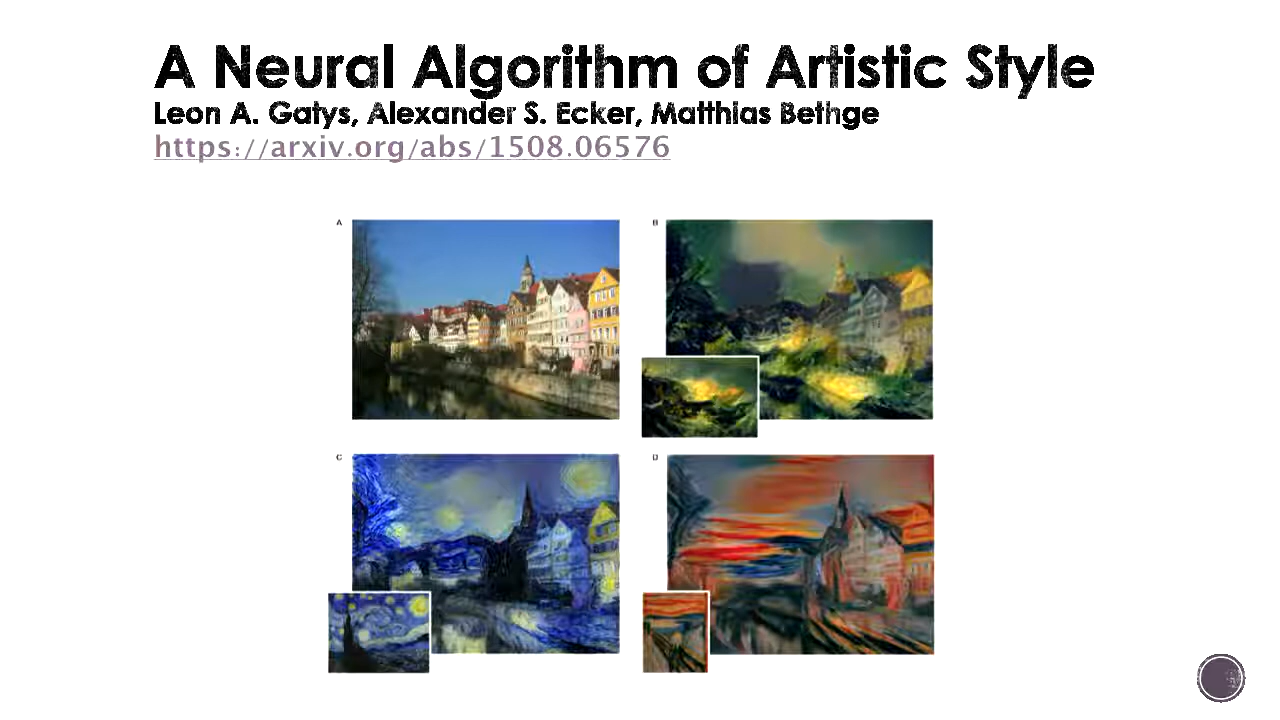 A Neural Algorithm of Artistic Style
Leon A. Gatys, Alexander S. Ecker, Matthias Bethge
https://arxiv.org/abs/1508.06576
A
B
C
D